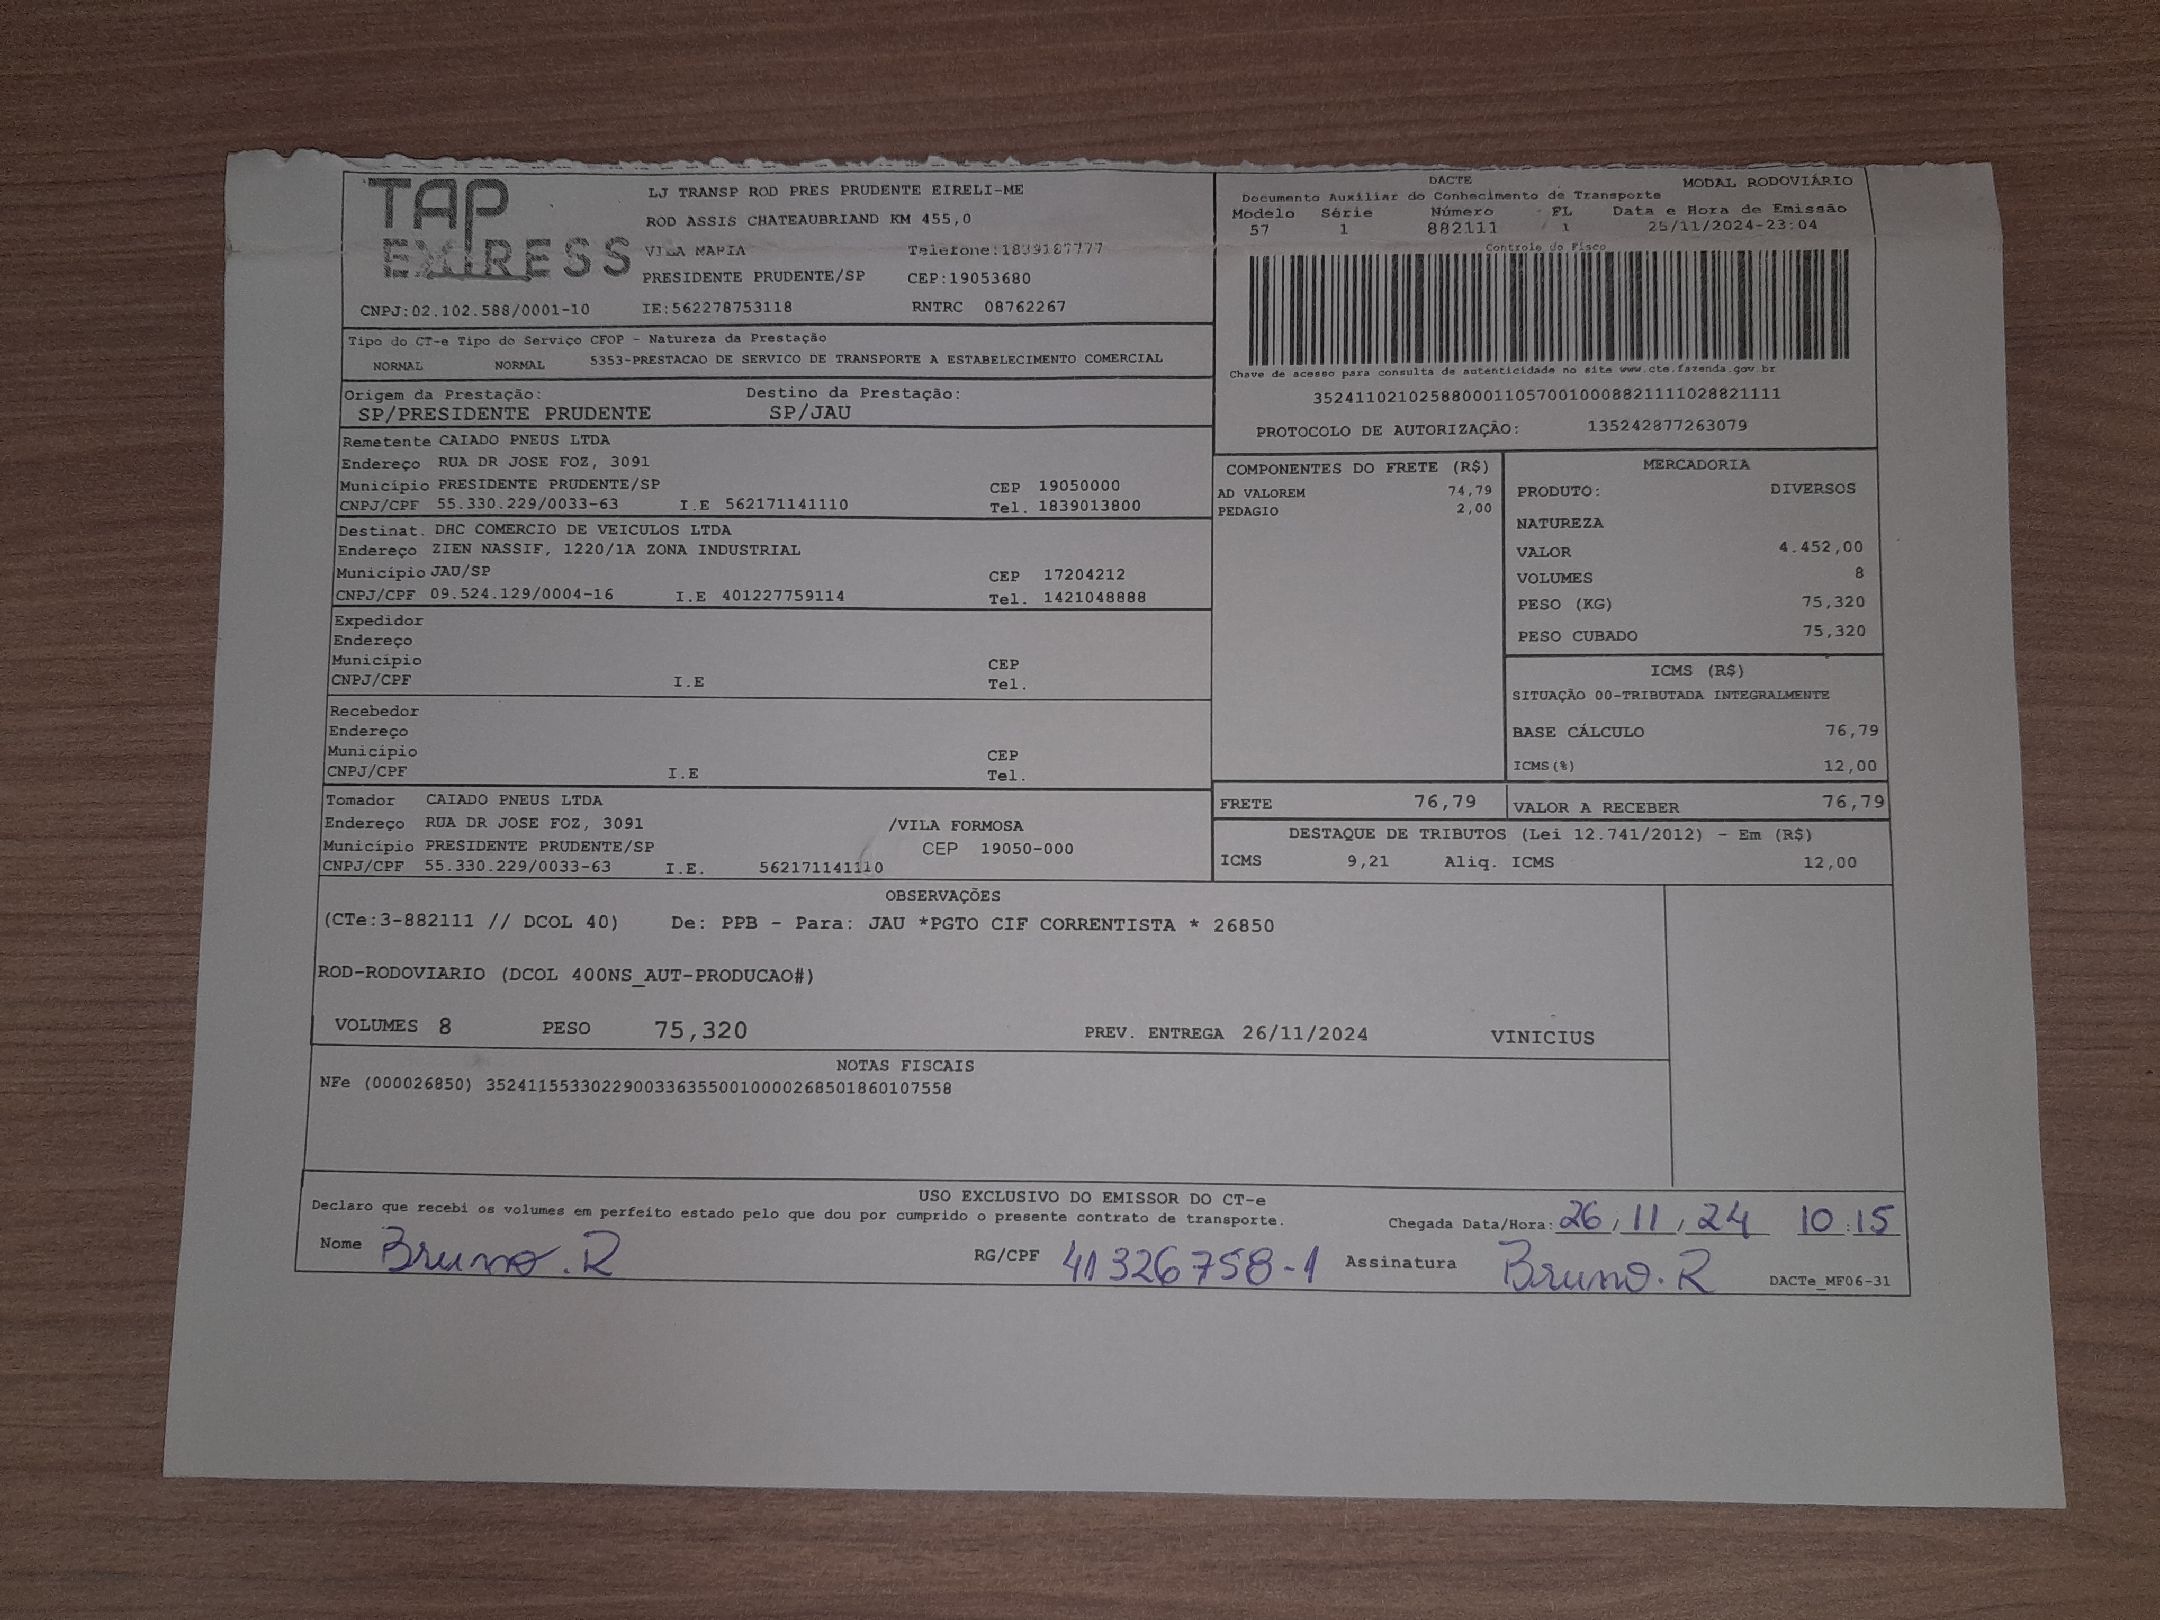 TAP
EXPRESS
LJ TRANSP ROD PRES PRUDENTE EIRELI-ME
ROD ASSIS CHATEAUBRIAND KM 455,0
VILA MARIA Telefone:1839187777
PRESIDENTE PRUDENTE/SP CEP:19053680
CNPJ:02.102.588/0001-10 IE:562278753118 RNTRC 08762267
DACTE MODAL RODOVIÁRIO
Documento Auxiliar do Conhecimento de Transporte
Modelo Série Número FL Data e Hora de Emissão
57 1 882111 1 25/11/2024-23:04
Controle do Fisco
Chave de acesso para consulta de autenticidade no site www.cte.fazenda.gov.br
35241102102588000110570010008821111028821111
PROTOCOLO DE AUTORIZAÇÃO: 135242877263079
Tipo do CT-e Tipo do Serviço CFOP - Natureza da Prestação
NORMAL NORMAL 5353-PRESTACAO DE SERVICO DE TRANSPORTE A ESTABELECIMENTO COMERCIAL
Origem da Prestação: Destino da Prestação:
SP/PRESIDENTE PRUDENTE SP/JAU
Remetente CAIADO PNEUS LTDA
Endereço RUA DR JOSE FOZ, 3091
Município PRESIDENTE PRUDENTE/SP CEP 19050000
CNPJ/CPF 55.330.229/0033-63 I.E 562171141110 Tel. 1839013800
Destinat. DHC COMERCIO DE VEICULOS LTDA
Endereço ZIEN NASSIF, 1220/1A ZONA INDUSTRIAL
Município JAU/SP CEP 17204212
CNPJ/CPF 09.524.129/0004-16 I.E 401227759114 Tel. 1421048888
Expedidor
Endereço
Município CEP
CNPJ/CPF I.E Tel.
Recebedor
Endereço
Município CEP
CNPJ/CPF I.E Tel.
Tomador CAIADO PNEUS LTDA
Endereço RUA DR JOSE FOZ, 3091 /VILA FORMOSA
Município PRESIDENTE PRUDENTE/SP CEP 19050-000
CNPJ/CPF 55.330.229/0033-63 I.E. 562171141110
COMPONENTES DO FRETE (R$)
AD VALOREM 74,79
PEDAGIO 2,00
MERCADORIA
PRODUTO: DIVERSOS
NATUREZA
VALOR 4.452,00
VOLUMES 8
PESO (KG) 75,320
PESO CUBADO 75,320
ICMS (R$)
SITUAÇÃO 00-TRIBUTADA INTEGRALMENTE
BASE CÁLCULO 76,79
ICMS(%) 12,00
FRETE 76,79 VALOR A RECEBER 76,79
DESTAQUE DE TRIBUTOS (Lei 12.741/2012) - Em (R$)
ICMS 9,21 Aliq. ICMS 12,00
OBSERVAÇÕES
(CTe:3-882111 // DCOL 40) De: PPB - Para: JAU *PGTO CIF CORRENTISTA * 26850
ROD-RODOVIARIO (DCOL 400NS_AUT-PRODUCAO#)
VOLUMES 8 PESO 75,320 PREV. ENTREGA 26/11/2024 VINICIUS
NOTAS FISCAIS
NFe (000026850) 35241155330229003363550010000268501860107558
USO EXCLUSIVO DO EMISSOR DO CT-e
Declaro que recebi os volumes em perfeito estado pelo que dou por cumprido o presente contrato de transporte. Chegada Data/Hora: 26/11/24 10:15
Nome Bruno.R RG/CPF 41326758-1 Assinatura Bruno.R DACTe_MF06-31